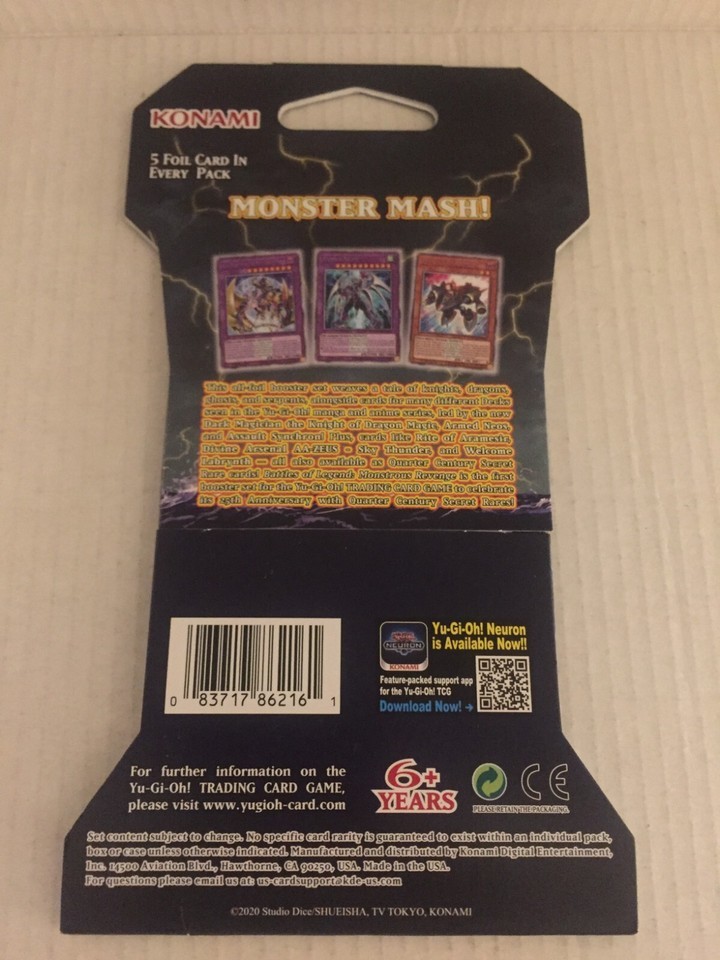 KONAMI
5 FOIL CARD IN
EVERY PACK
MONSTER MASH!
This all-foil booster set weaves a tale of knights, dragons,
ghosts, and serpents, alongside cards for many different Decks
seen in the Yu-Gi-Oh! manga and anime series, led by the new
Dark Magician the Knight of Dragon Magic, Armed Neos,
and Assault Synchron! Plus, cards like Rite of Aramesir,
Divine Arsenal AA-ZEUS - Sky Thunder, and Welcome
Labrynth — all also available as Quarter Century Secret
Rare cards! Battles of Legend: Monstrous Revenge is the first
booster set for the Yu-Gi-Oh! TRADING CARD GAME to celebrate
its 25th Anniversary with Quarter Century Secret Rares!
0 83717 86216 1
NEURON
KONAMI
Yu-Gi-Oh! Neuron
is Available Now!!
Feature-packed support app
for the Yu-Gi-Oh! TCG
Download Now! →
For further information on the
Yu-Gi-Oh! TRADING CARD GAME,
please visit www.yugioh-card.com
6+
YEARS
CE
PLEASE RETAIN THE PACKAGING.
Set content subject to change. No specific card rarity is guaranteed to exist within an individual pack,
box or case unless otherwise indicated. Manufactured and distributed by Konami Digital Entertainment,
Inc. 14500 Aviation Blvd., Hawthorne, CA 90250, USA. Made in the USA.
For questions please email us at: us-cardsupport@kde-us.com
©2020 Studio Dice/SHUEISHA, TV TOKYO, KONAMI